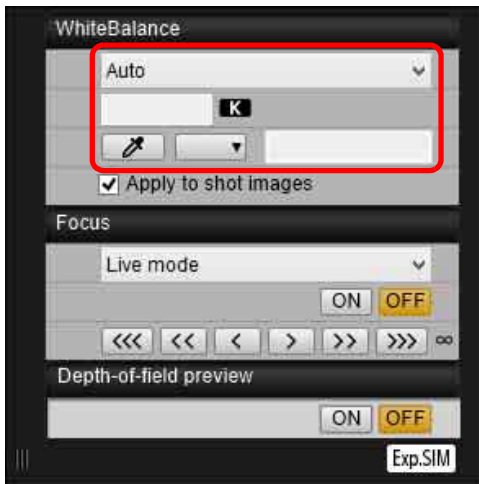 WhiteBalance
Auto
K
Apply to shot images
Focus
Live mode
ON OFF
<<< << < > >> >>> ∞
Depth-of-field preview
ON OFF
Exp.SIM